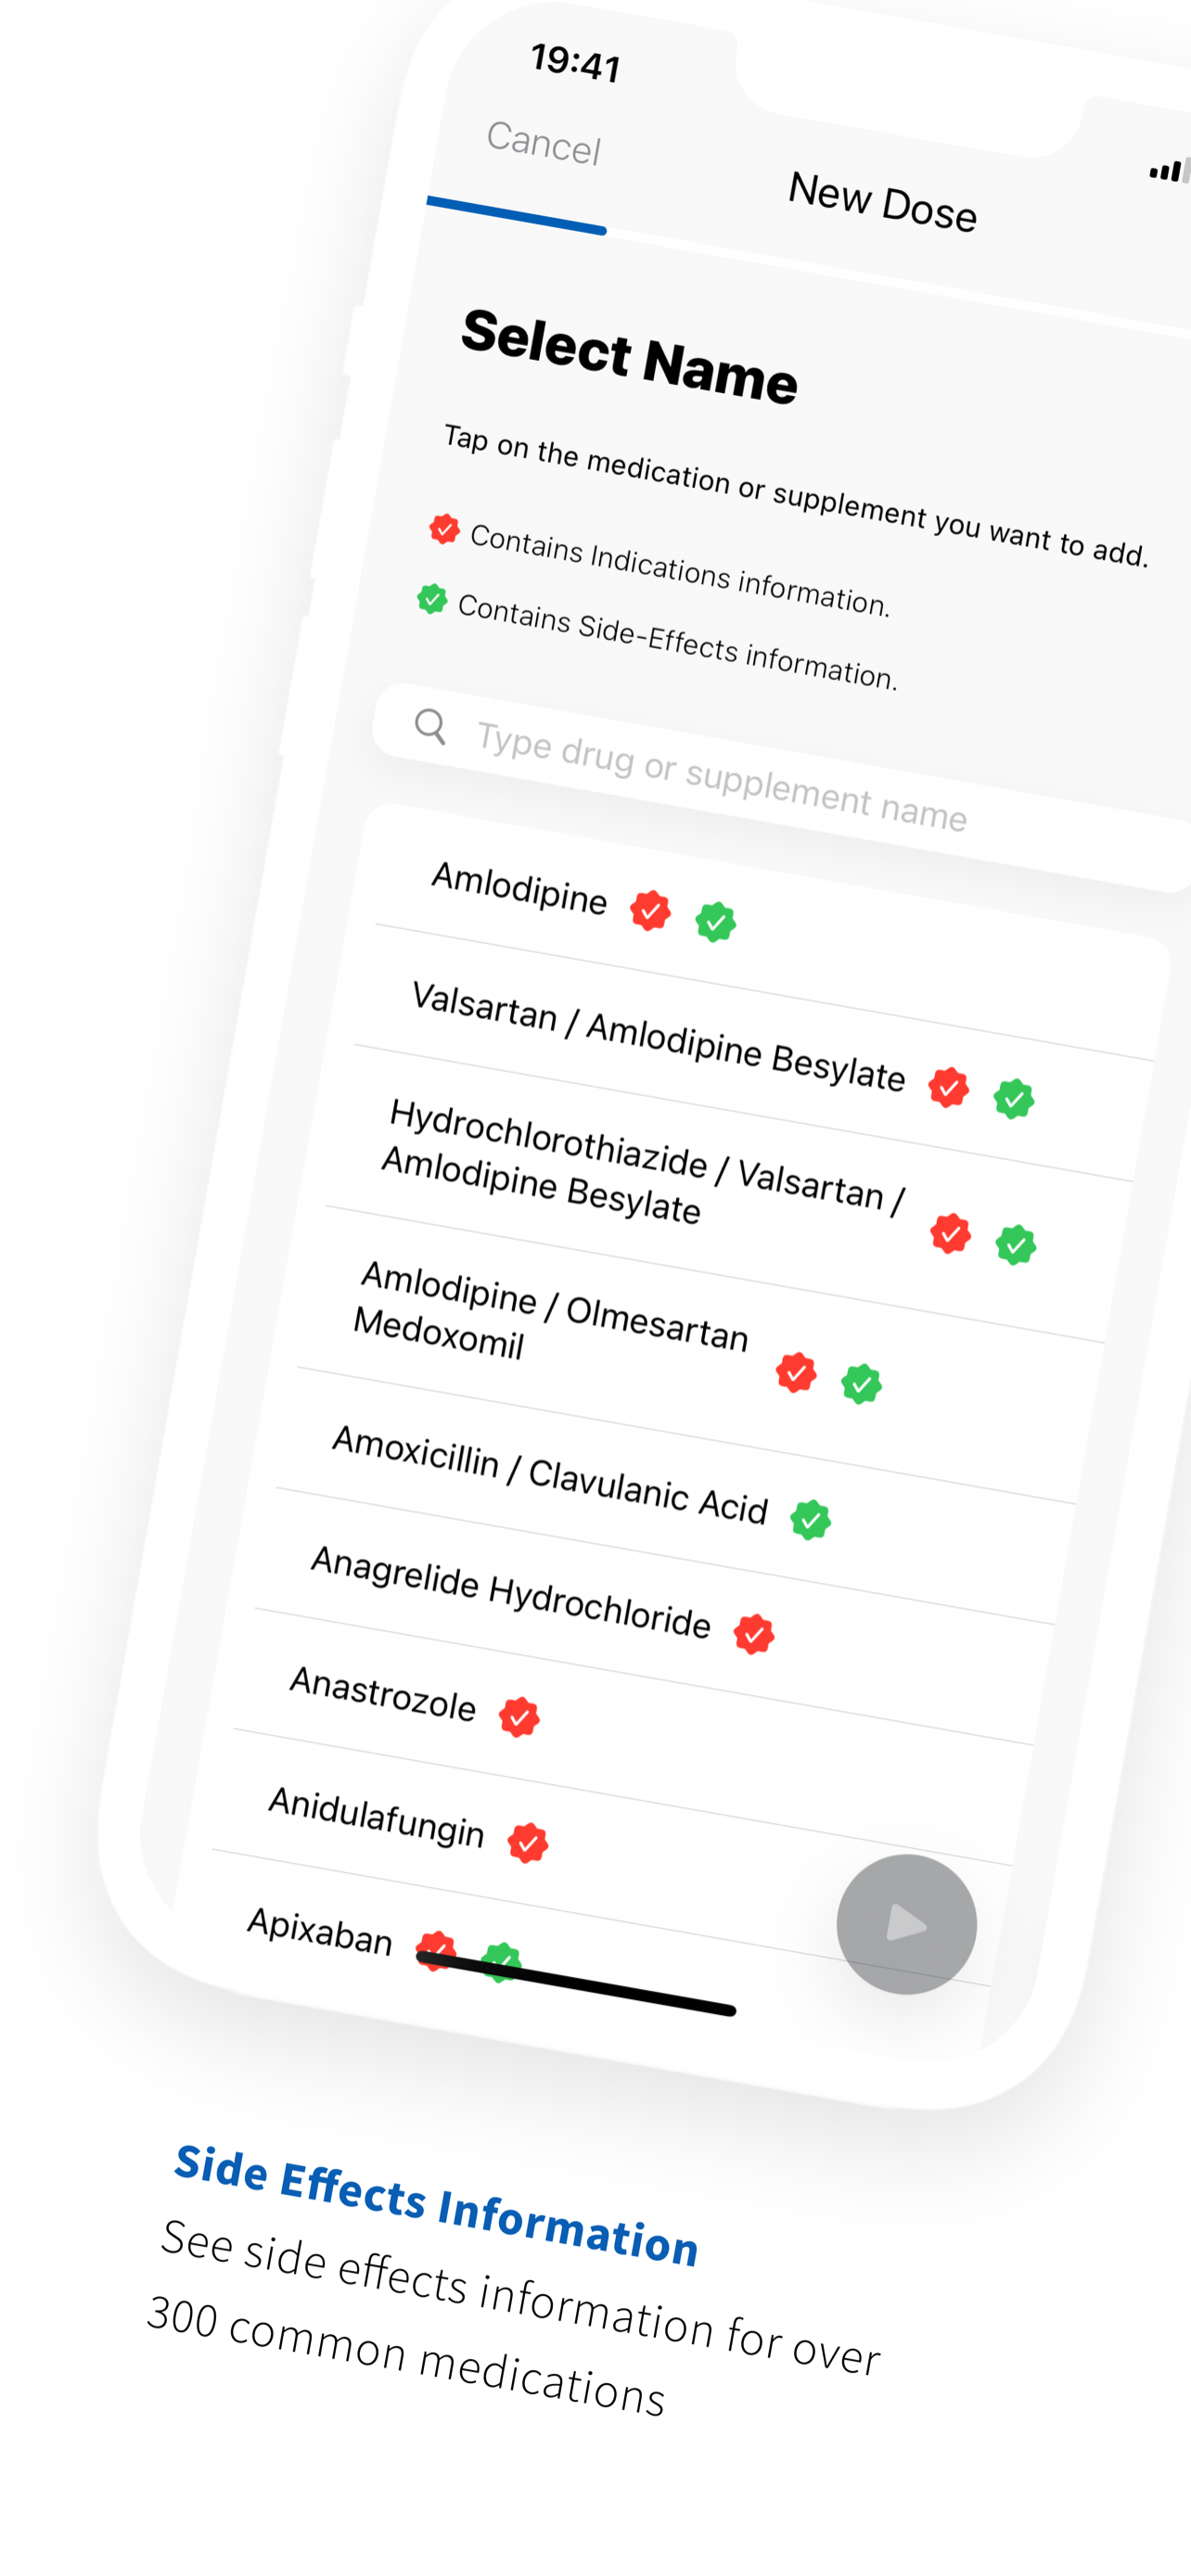 19:41
Cancel
New Dose
Select Name
Tap on the medication or supplement you want to add.
Contains Indications information.
Contains Side-Effects information.
Type drug or supplement name
Amlodipine
Valsartan / Amlodipine Besylate
Hydrochlorothiazide / Valsartan /
Amlodipine Besylate
Amlodipine / Olmesartan
Medoxomil
Amoxicillin / Clavulanic Acid
Anagrelide Hydrochloride
Anastrozole
Anidulafungin
Apixaban
Side Effects Information
See side effects information for over
300 common medications